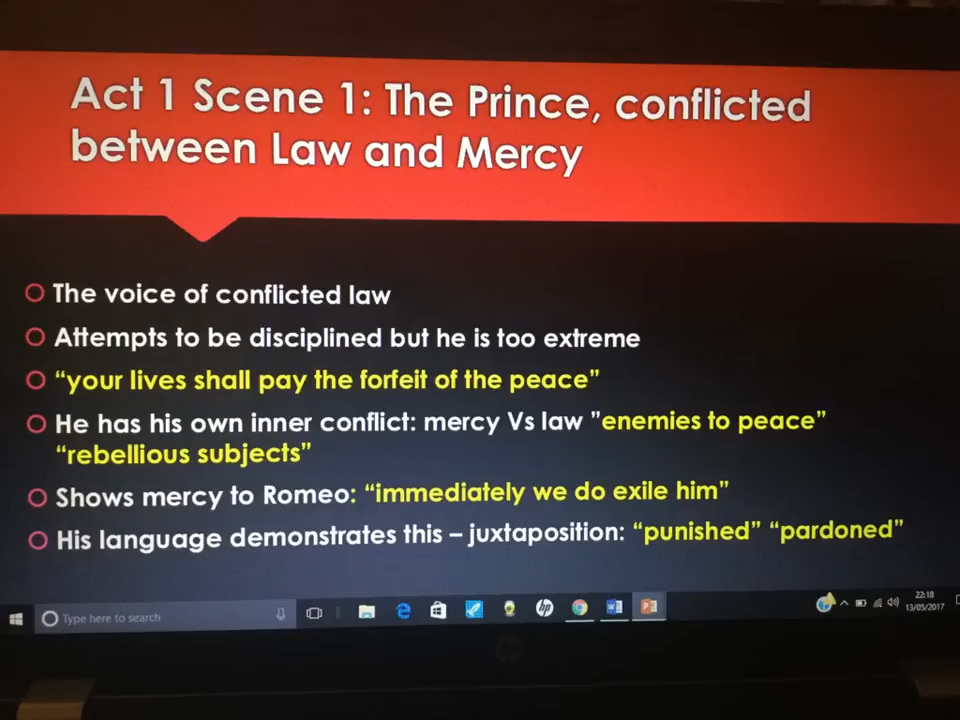 Act 1 Scene 1: The Prince, conflicted
between Law and Mercy
The voice of conflicted law
Attempts to be disciplined but he is too extreme
“your lives shall pay the forfeit of the peace”
He has his own inner conflict: mercy Vs law ”enemies to peace”
“rebellious subjects”
Shows mercy to Romeo: “immediately we do exile him”
His language demonstrates this – juxtaposition: “punished” “pardoned”
Type here to search
22:18
13/05/2017